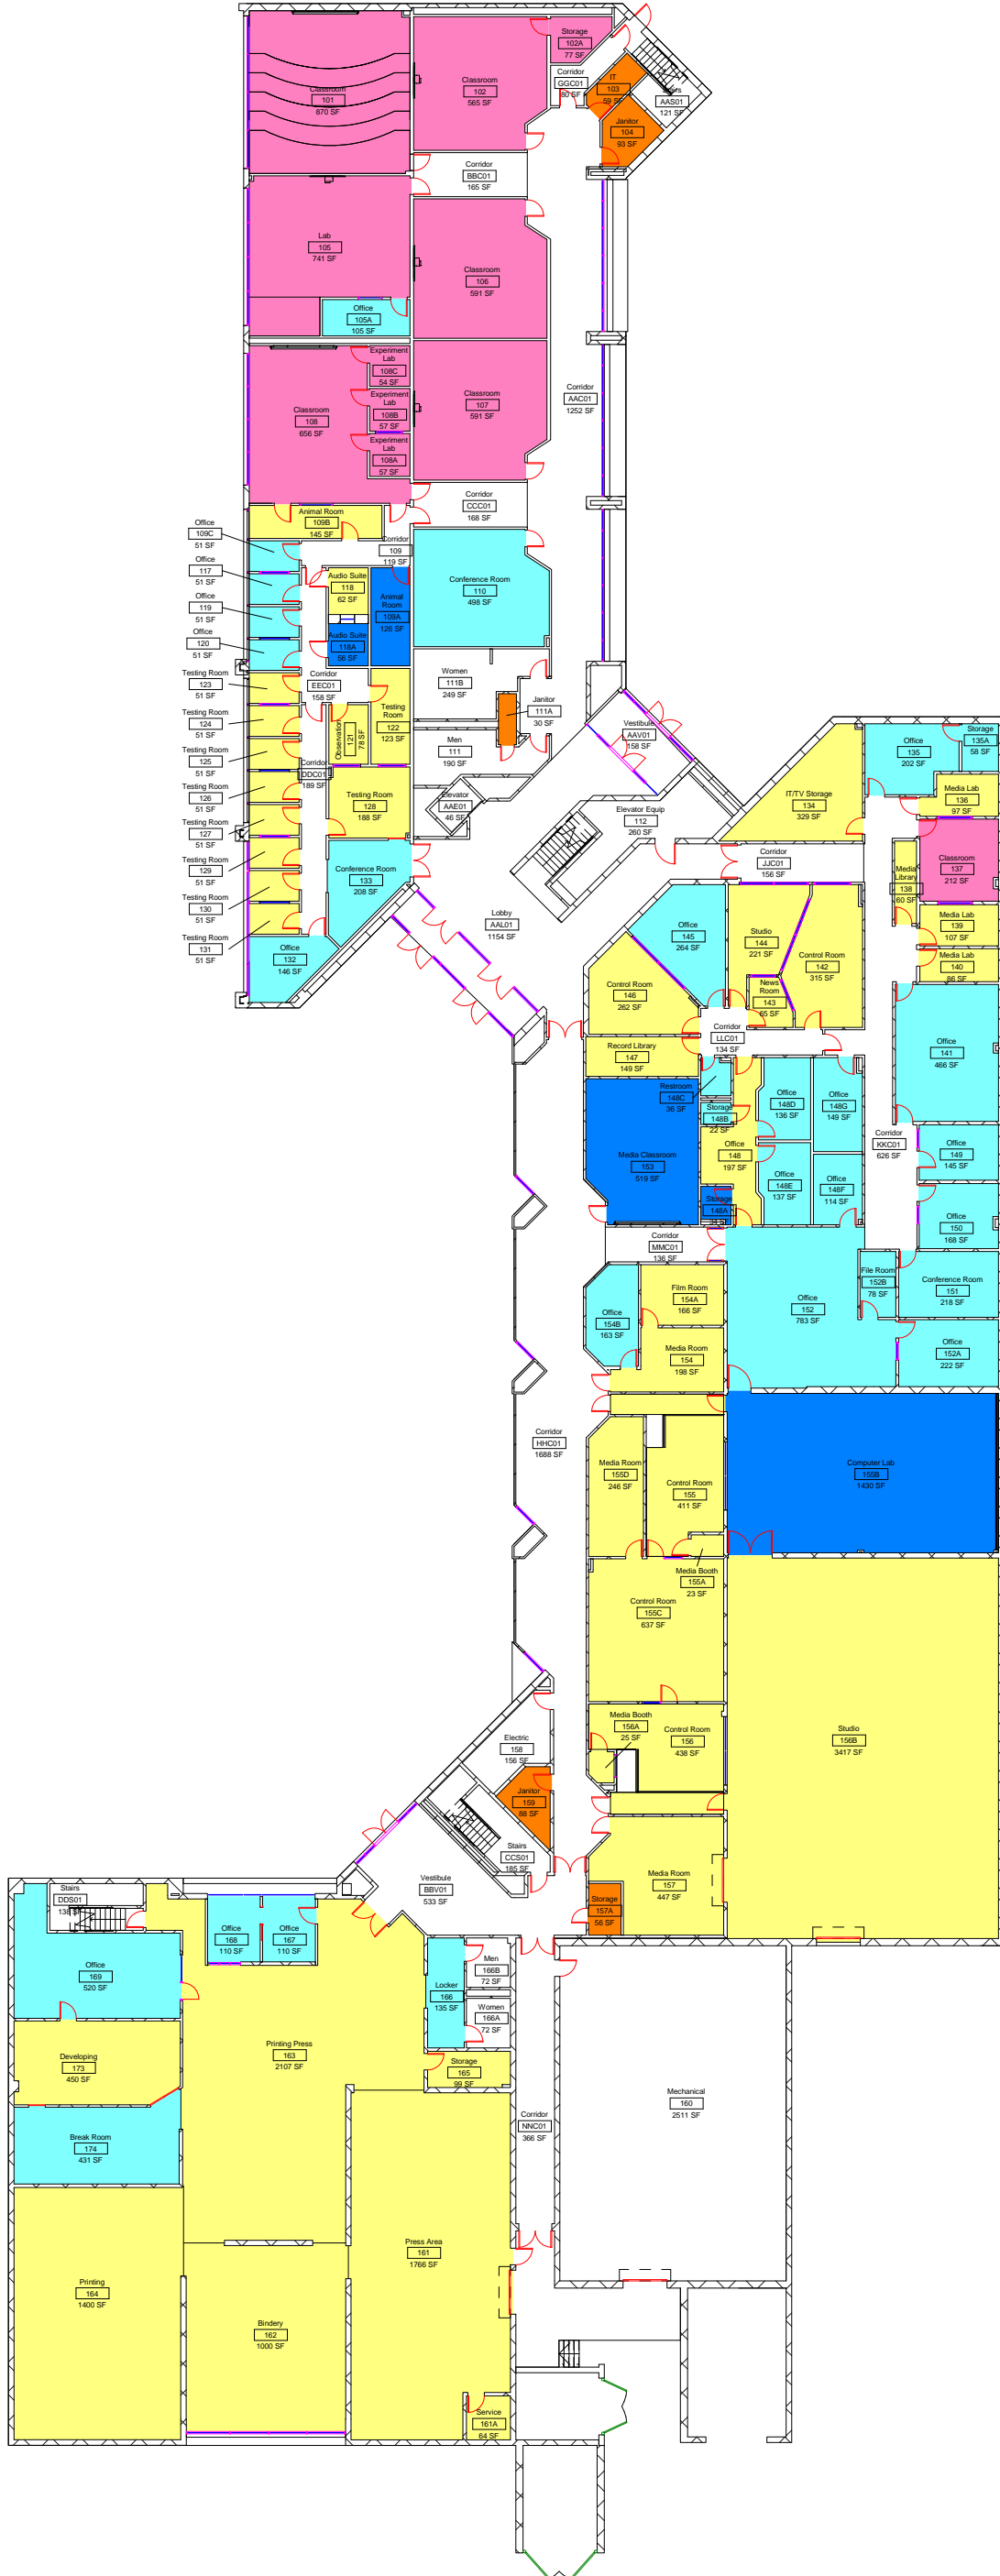 Storage
102A
77 SF
Classroom
101
870 SF
Classroom
102
565 SF
Corridor
GGC01
80 SF
IT
103
59 SF
Stairs
AAS01
121 SF
Janitor
104
93 SF
Corridor
BBC01
165 SF
Lab
105
741 SF
Classroom
106
591 SF
Office
105A
105 SF
Experiment
Lab
108C
54 SF
Experiment
Lab
108B
57 SF
Experiment
Lab
108A
57 SF
Classroom
107
591 SF
Corridor
AAC01
1252 SF
Classroom
108
656 SF
Corridor
CCC01
168 SF
Animal Room
109B
145 SF
Office
109C
51 SF
Corridor
109
119 SF
Office
117
51 SF
Audio Suite
118
62 SF
Animal
Room
109A
126 SF
Conference Room
110
498 SF
Office
119
51 SF
Audio Suite
118A
56 SF
Office
120
51 SF
Corridor
EEC01
158 SF
Women
111B
249 SF
Testing Room
123
51 SF
Testing
Room
122
123 SF
Janitor
111A
30 SF
Vestibule
AAV01
158 SF
Testing Room
124
51 SF
Observation
121
78 SF
Men
111
190 SF
Testing Room
125
51 SF
Corridor
DDC01
189 SF
Testing Room
126
51 SF
Testing Room
128
188 SF
Elevator
AAE01
46 SF
Elevator Equip
112
260 SF
IT/TV Storage
134
329 SF
Office
135
202 SF
Storage
135A
58 SF
Media Lab
136
97 SF
Testing Room
127
51 SF
Testing Room
129
51 SF
Conference Room
133
208 SF
Corridor
JJC01
156 SF
Classroom
137
212 SF
Media
Library
138
60 SF
Testing Room
130
51 SF
Lobby
AAL01
1154 SF
Office
145
264 SF
Studio
144
221 SF
Media Lab
139
107 SF
Testing Room
131
51 SF
Office
132
146 SF
Control Room
142
315 SF
Media Lab
140
86 SF
Control Room
146
262 SF
News
Room
143
65 SF
Corridor
LLC01
134 SF
Record Library
147
149 SF
Office
141
466 SF
Restroom
148C
36 SF
Office
148D
136 SF
Office
148G
149 SF
Storage
148B
22 SF
Corridor
KKC01
626 SF
Office
148
197 SF
Office
149
145 SF
Media Classroom
153
519 SF
Office
148E
137 SF
Office
148F
114 SF
Storage
148A
Office
150
168 SF
Corridor
MMC01
136 SF
File Room
152B
78 SF
Conference Room
151
218 SF
Film Room
154A
166 SF
Office
152
783 SF
Office
154B
163 SF
Office
152A
222 SF
Media Room
154
198 SF
Corridor
HHC01
1688 SF
Media Room
155D
246 SF
Control Room
155
411 SF
Computer Lab
155B
1430 SF
Media Booth
155A
23 SF
Control Room
155C
637 SF
Media Booth
156A
25 SF
Control Room
156
438 SF
Studio
156B
3417 SF
Electric
158
156 SF
Janitor
159
88 SF
Stairs
CCS01
185 SF
Vestibule
BBV01
533 SF
Media Room
157
447 SF
Storage
157A
56 SF
Stairs
DDS01
138 SF
Office
168
110 SF
Office
167
110 SF
Office
169
520 SF
Men
166B
72 SF
Locker
166
135 SF
Women
166A
72 SF
Printing Press
163
2107 SF
Developing
173
450 SF
Storage
165
99 SF
Mechanical
160
2511 SF
Corridor
NNC01
366 SF
Break Room
174
431 SF
Press Area
161
1766 SF
Printing
164
1400 SF
Bindery
162
1000 SF
Service
161A
64 SF